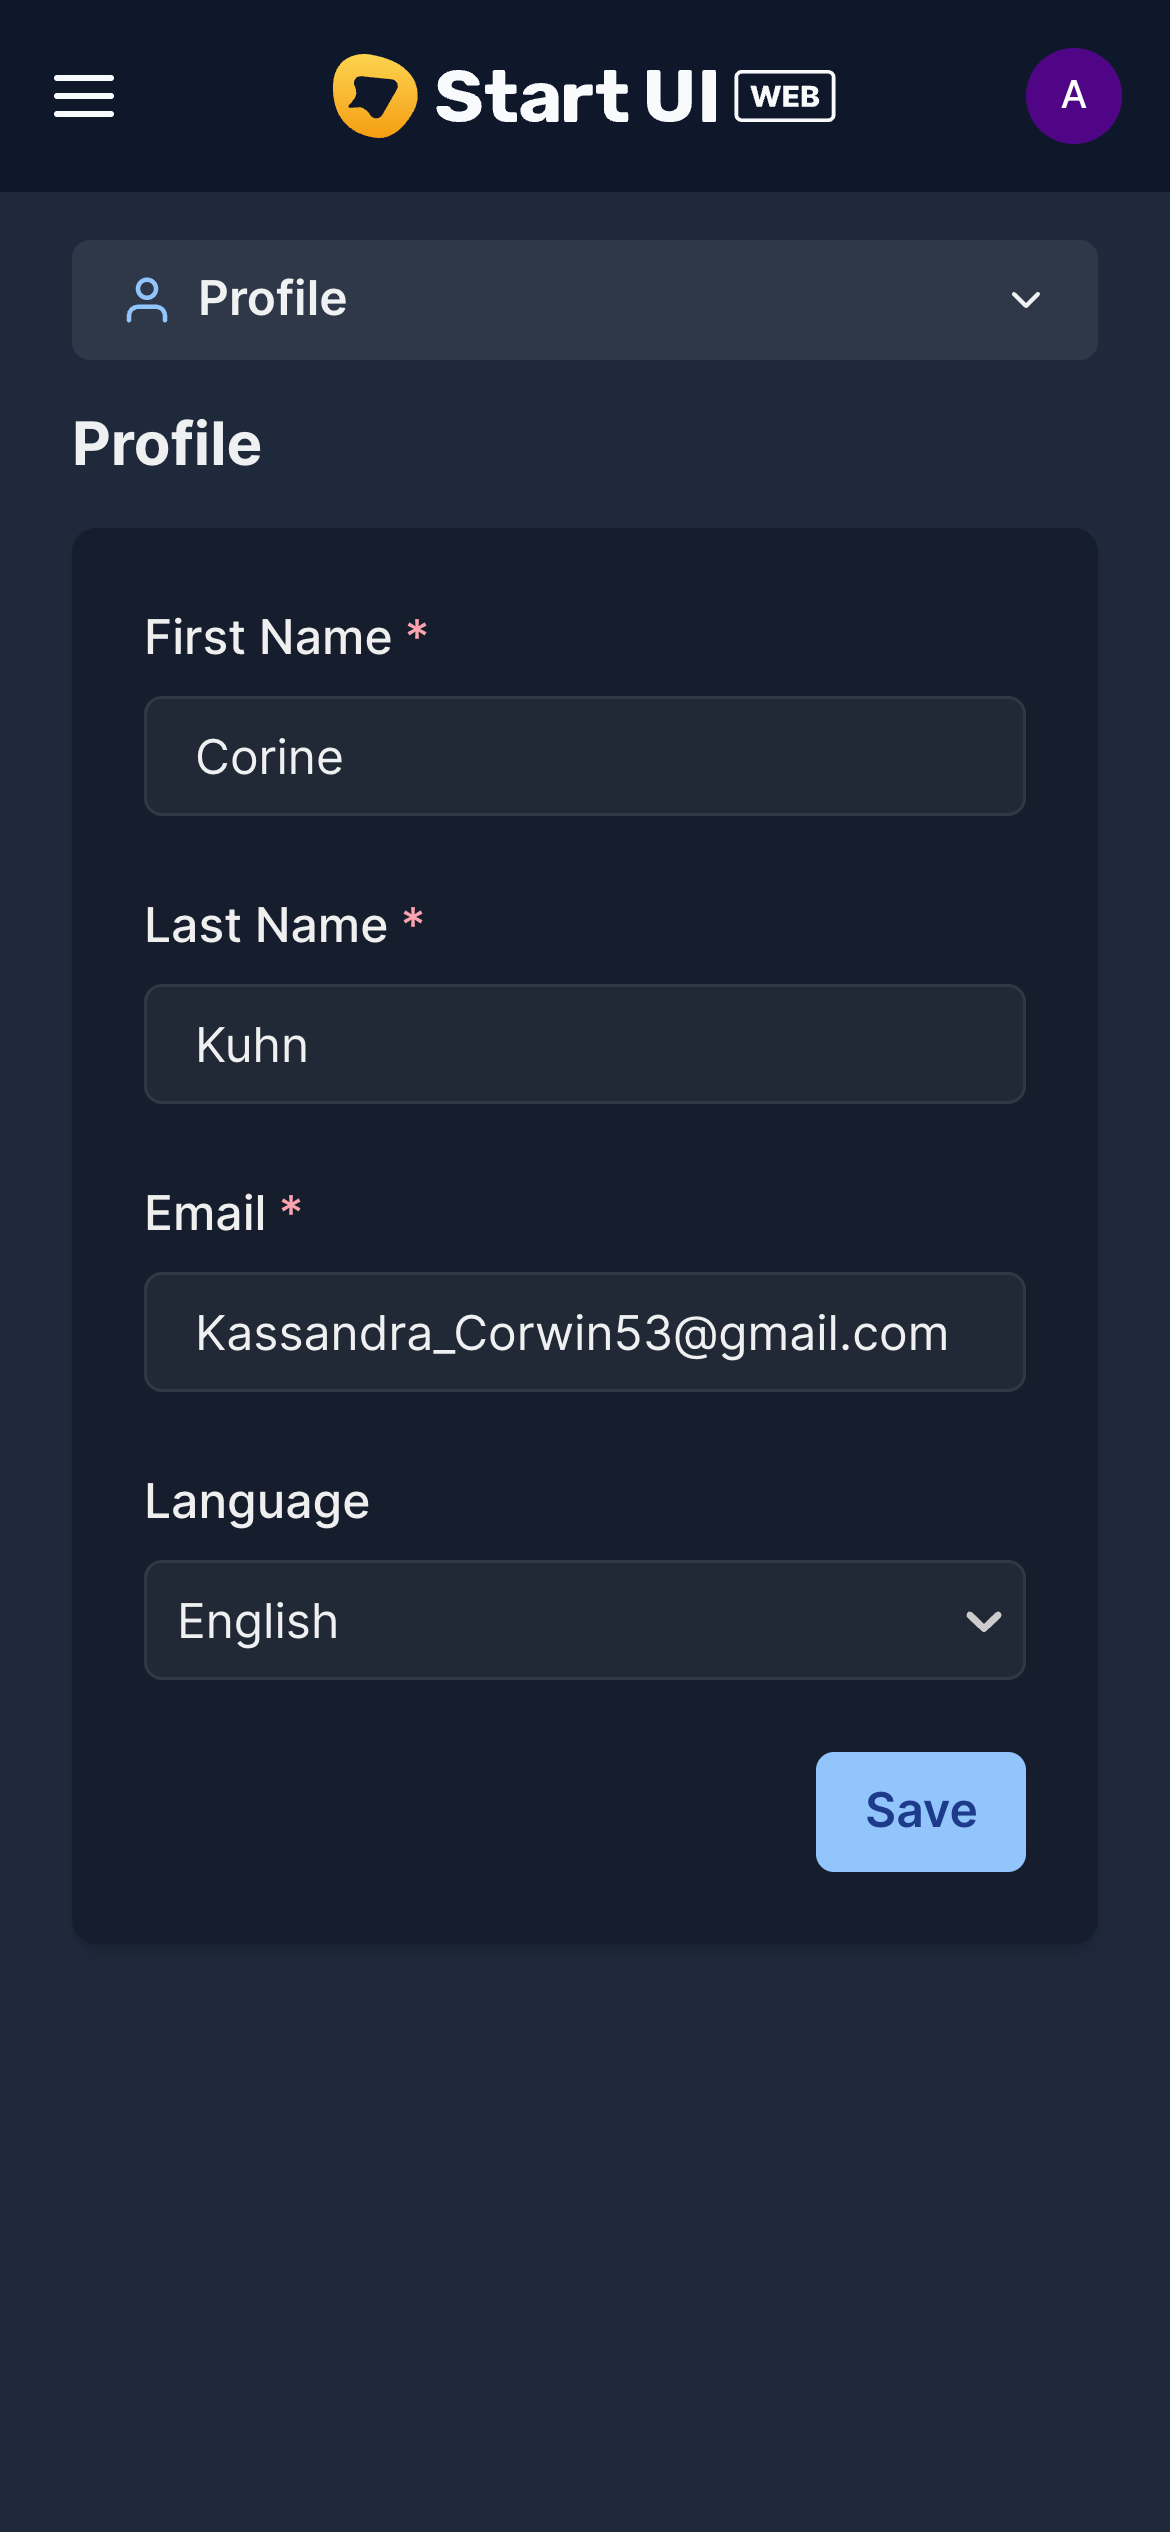 Start UI WEB
A
Profile
Profile
First Name *
Corine
Last Name *
Kuhn
Email *
Kassandra_Corwin53@gmail.com
Language
English
Save